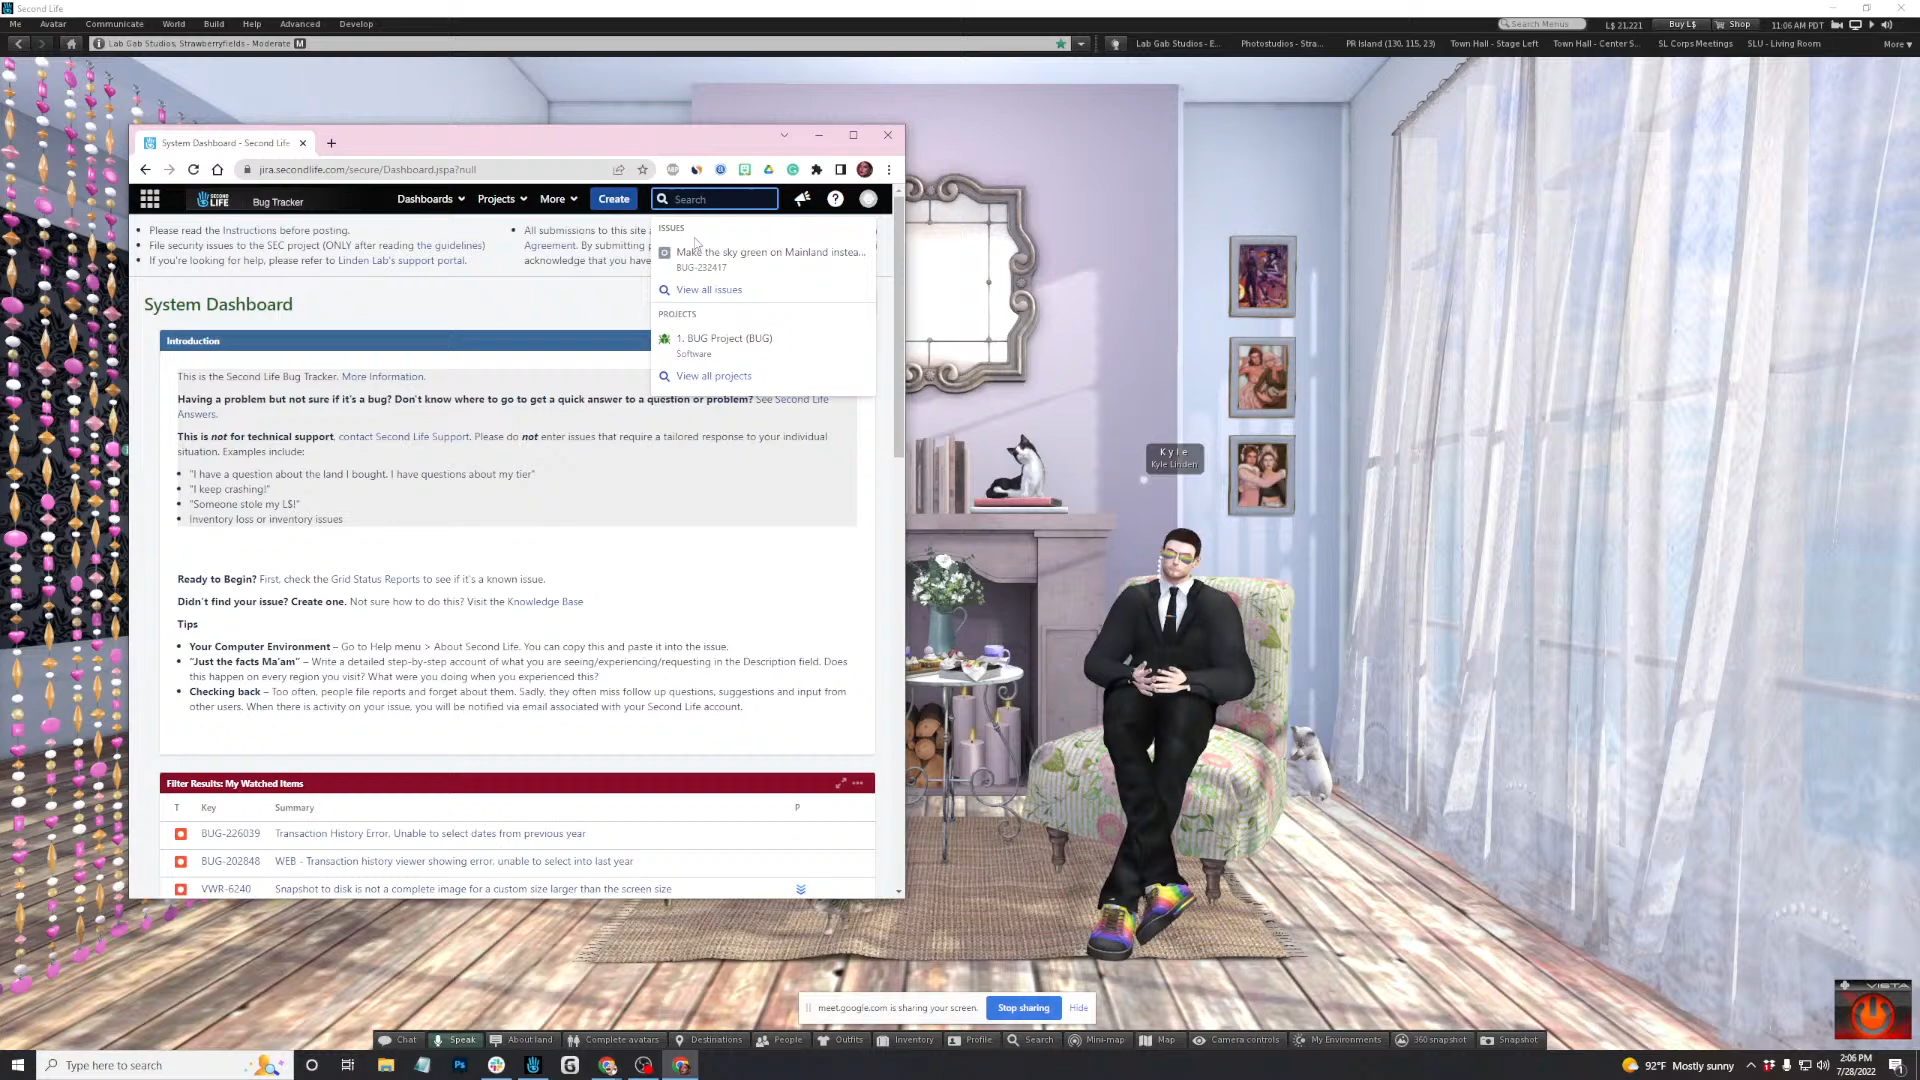 Second Life
Me Avatar Communicate World Build Help Advanced Develop
Search Menus L$ 21,221 Buy L$ Shop 11:06 AM PDT
Lab Gab Studios, Strawberryfields - Moderate M
Lab Gab Studios - E... Photostudios - Stra... PR Island (130, 115, 23) Town Hall - Stage Left Town Hall - Center S... SL Corps Meetings SLU - Living Room More ▾
System Dashboard - Second Life
jira.secondlife.com/secure/Dashboard.jspa?null
SECOND LIFE Bug Tracker Dashboards Projects More Create Search
Please read the Instructions before posting.
File security issues to the SEC project (ONLY after reading the guidelines)
If you're looking for help, please refer to Linden Lab's support portal.
All submissions to this site a
Agreement. By submitting p
acknowledge that you have
ISSUES
Make the sky green on Mainland instea...
BUG-232417
View all issues
PROJECTS
1. BUG Project (BUG)
Software
View all projects
System Dashboard
Introduction
This is the Second Life Bug Tracker. More Information.
Having a problem but not sure if it's a bug? Don't know where to go to get a quick answer to a question or problem? See Second Life
Answers.
This is not for technical support, contact Second Life Support. Please do not enter issues that require a tailored response to your individual
situation. Examples include:
"I have a question about the land I bought. I have questions about my tier"
"I keep crashing!"
"Someone stole my L$!"
Inventory loss or inventory issues
Ready to Begin? First, check the Grid Status Reports to see if it's a known issue.
Didn't find your issue? Create one. Not sure how to do this? Visit the Knowledge Base
Tips
Your Computer Environment – Go to Help menu > About Second Life. You can copy this and paste it into the issue.
"Just the facts Ma'am" – Write a detailed step-by-step account of what you are seeing/experiencing/requesting in the Description field. Does
this happen on every region you visit? What were you doing when you experienced this?
Checking back – Too often, people file reports and forget about them. Sadly, they often miss follow up questions, suggestions and input from
other users. When there is activity on your issue, you will be notified via email associated with your Second Life account.
Filter Results: My Watched Items
T Key Summary P
BUG-226039 Transaction History Error, Unable to select dates from previous year
BUG-202848 WEB - Transaction history viewer showing error, unable to select into last year
VWR-6240 Snapshot to disk is not a complete image for a custom size larger than the screen size
Kyle
Kyle Linden
VISTA
meet.google.com is sharing your screen. Stop sharing Hide
Chat Speak About land Complete avatars Destinations People Outfits Inventory Profile Search Mini-map Map Camera controls My Environments 360 snapshot Snapshot
Type here to search
92°F Mostly sunny
2:06 PM
7/28/2022